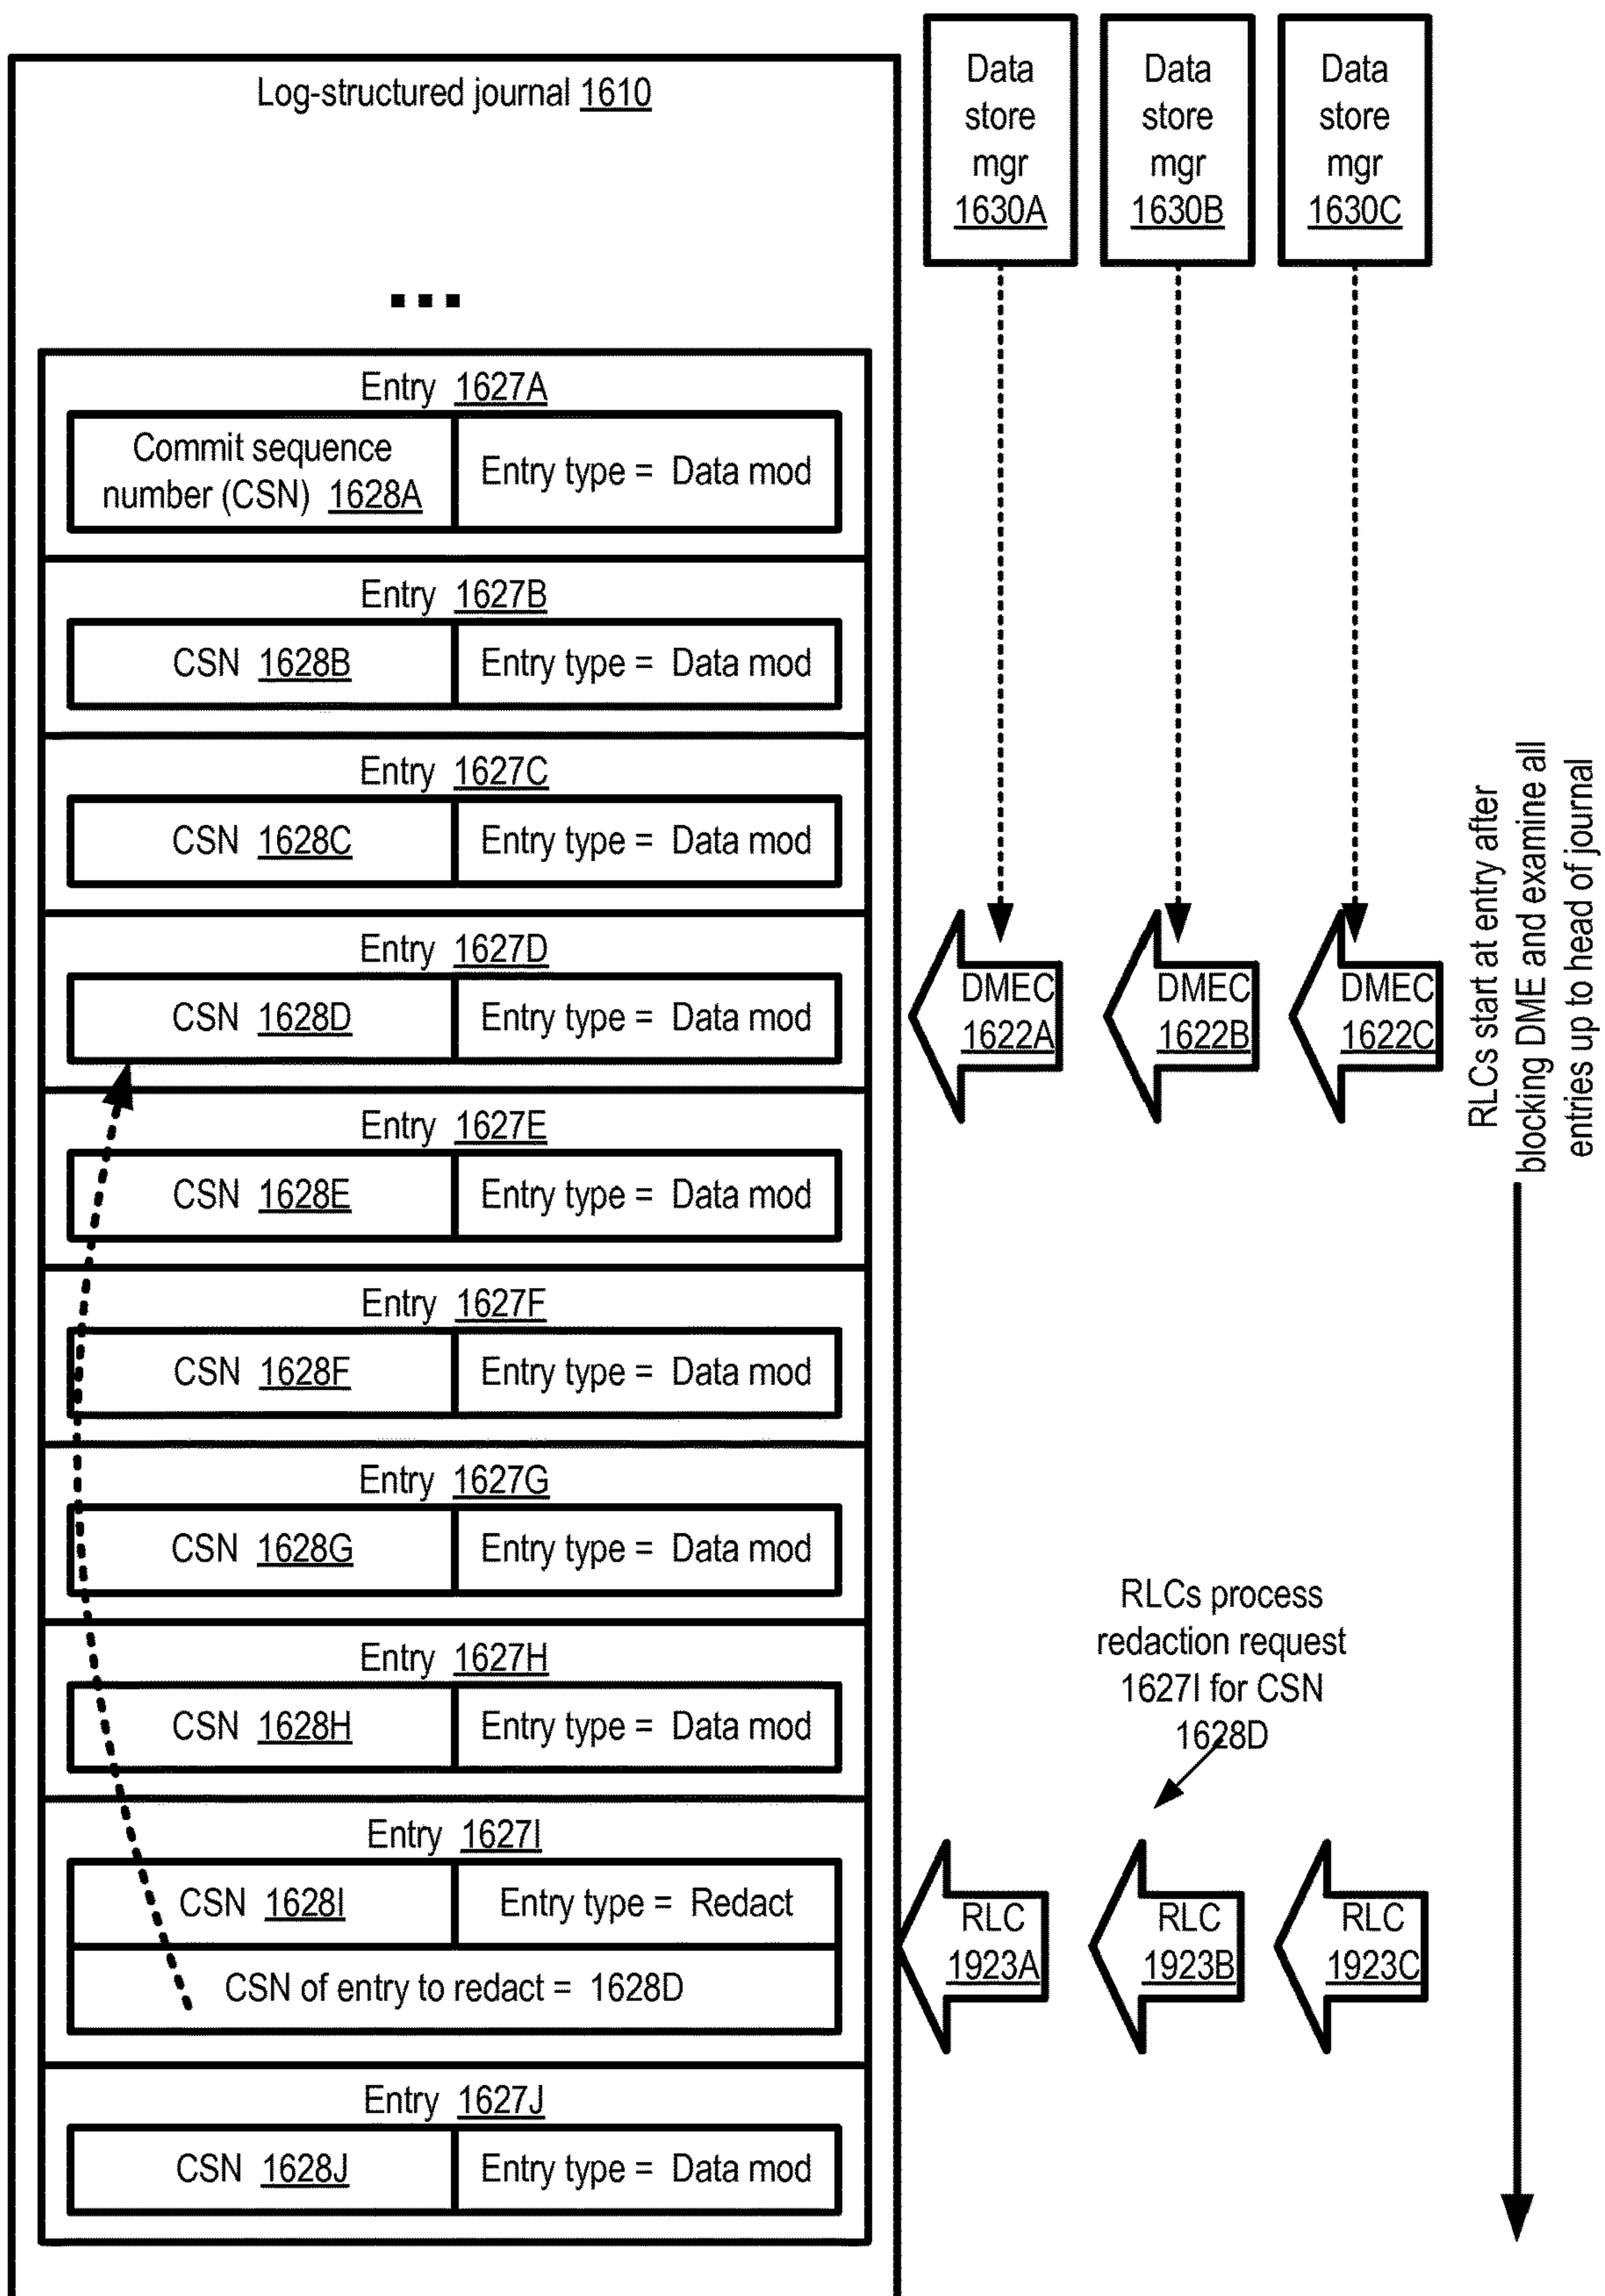 Log-structured journal 1610
...
Entry 1627A
Commit sequence
number (CSN) 1628A
Entry type = Data mod
Entry 1627B
CSN 1628B
Entry type = Data mod
Entry 1627C
CSN 1628C
Entry type = Data mod
Entry 1627D
CSN 1628D
Entry type = Data mod
Entry 1627E
CSN 1628E
Entry type = Data mod
Entry 1627F
CSN 1628F
Entry type = Data mod
Entry 1627G
CSN 1628G
Entry type = Data mod
Entry 1627H
CSN 1628H
Entry type = Data mod
Entry 1627I
CSN 1628I
Entry type = Redact
CSN of entry to redact = 1628D
Entry 1627J
CSN 1628J
Entry type = Data mod
Data
store
mgr
1630A
Data
store
mgr
1630B
Data
store
mgr
1630C
DMEC
1622A
DMEC
1622B
DMEC
1622C
RLCs start at entry after
blocking DME and examine all
entries up to head of journal
RLCs process
redaction request
1627I for CSN
1628D
RLC
1923A
RLC
1923B
RLC
1923C